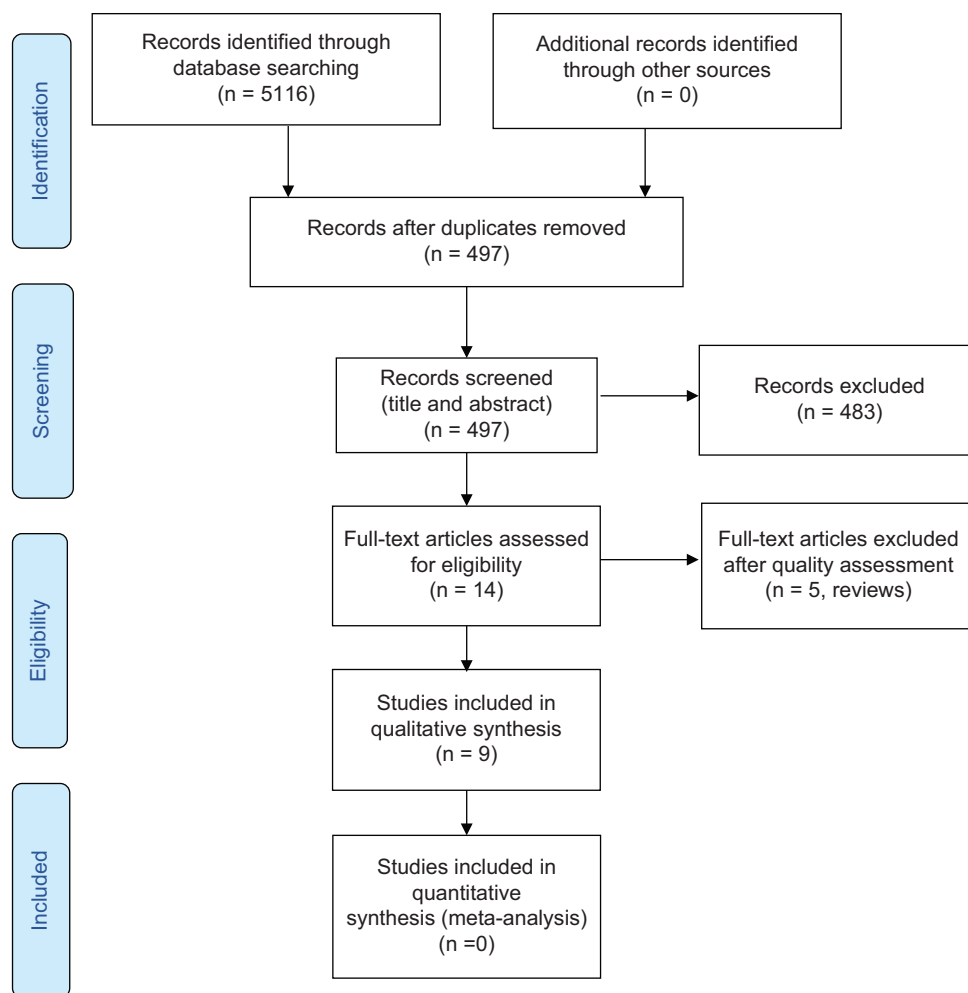 Identification
Records identified through
database searching
(n = 5116)
Additional records identified
through other sources
(n = 0)
Records after duplicates removed
(n = 497)
Screening
Records screened
(title and abstract)
(n = 497)
Records excluded
(n = 483)
Eligibility
Full-text articles assessed
for eligibility
(n = 14)
Full-text articles excluded
after quality assessment
(n = 5, reviews)
Studies included in
qualitative synthesis
(n = 9)
Included
Studies included in
quantitative
synthesis (meta-analysis)
(n =0)